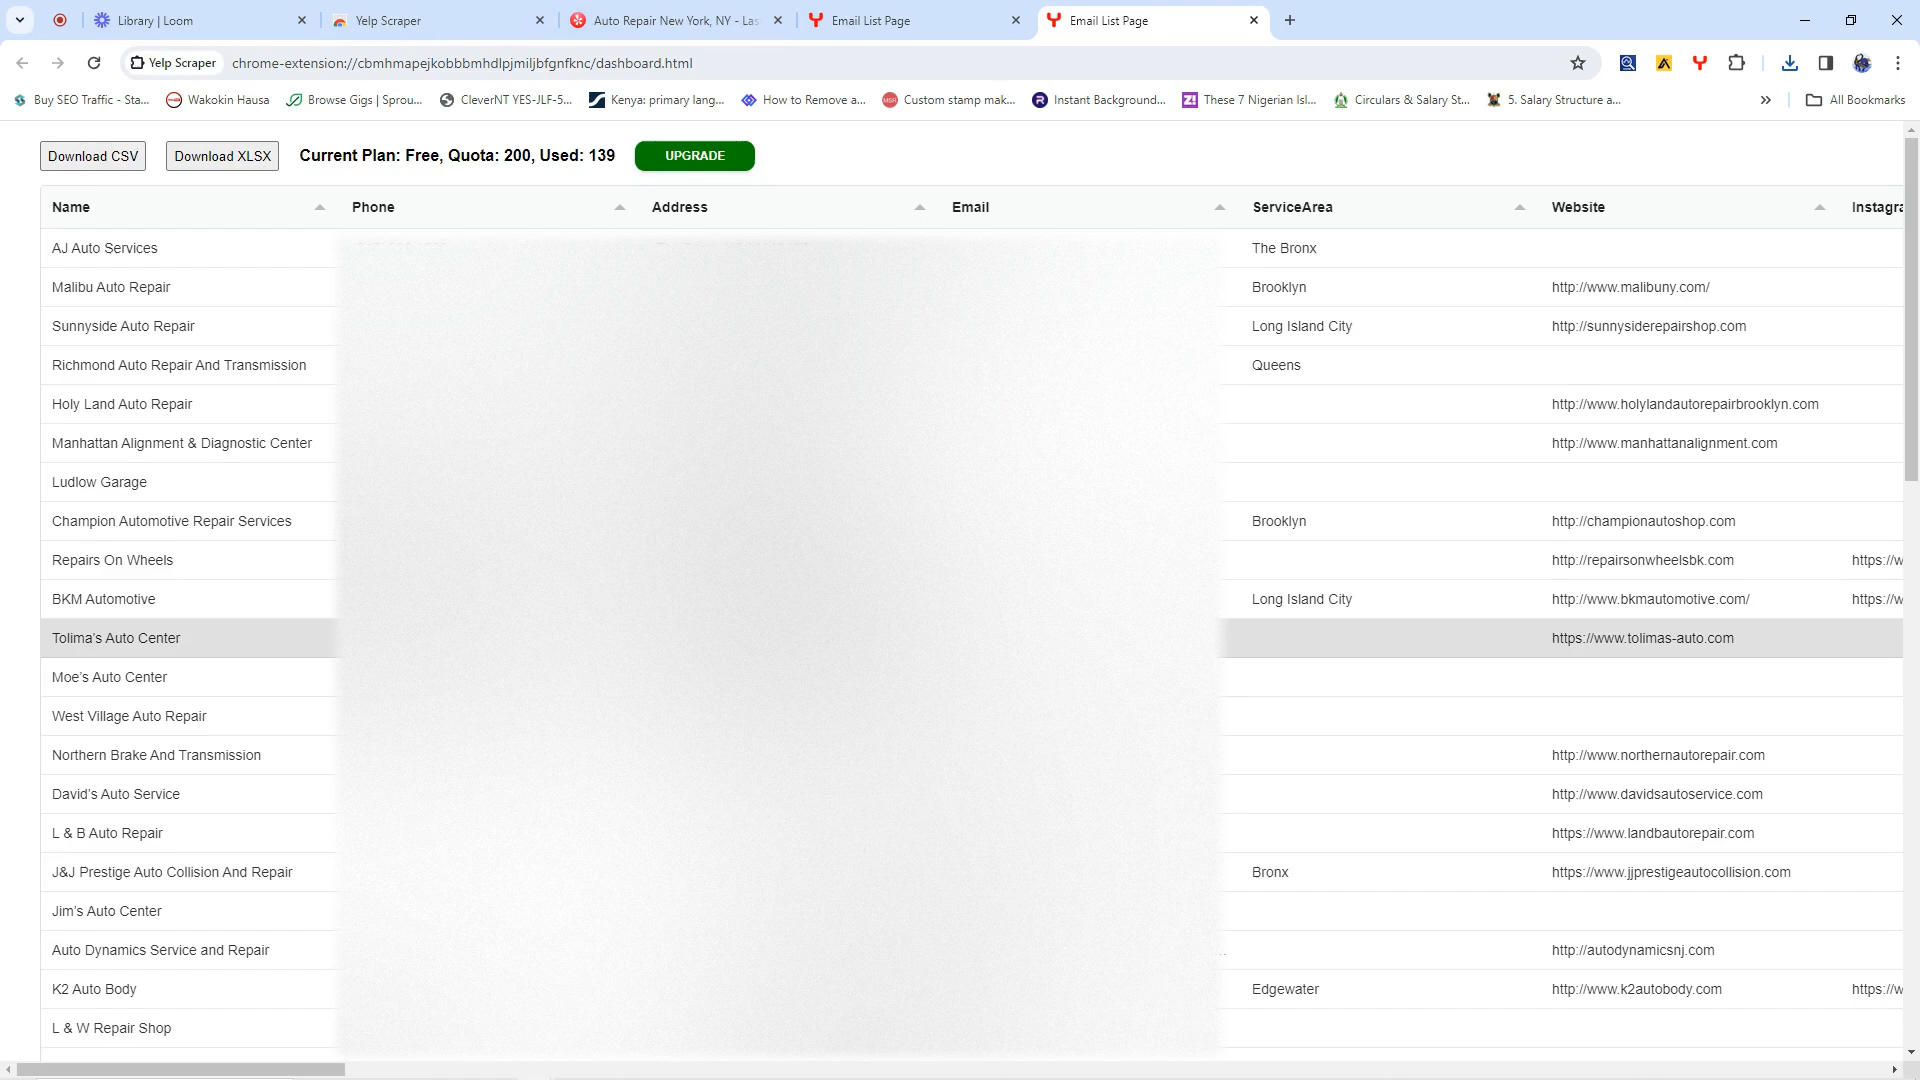 Library | Loom
Yelp Scraper
Auto Repair New York, NY - Las
Email List Page
Email List Page
Yelp Scraper
chrome-extension://cbmhmapejkobbbmhdlpjmiljbfgnfknc/dashboard.html
Buy SEO Traffic - Sta...
Wakokin Hausa
Browse Gigs | Sprou...
CleverNT YES-JLF-5...
Kenya: primary lang...
How to Remove a...
Custom stamp mak...
Instant Background...
These 7 Nigerian Isl...
Circulars & Salary St...
5. Salary Structure a...
All Bookmarks
Download CSV
Download XLSX
Current Plan: Free, Quota: 200, Used: 139
UPGRADE
Name Phone Address Email ServiceArea Website Instagra
AJ Auto Services The Bronx
Malibu Auto Repair Brooklyn http://www.malibuny.com/
Sunnyside Auto Repair Long Island City http://sunnysiderepairshop.com
Richmond Auto Repair And Transmission Queens
Holy Land Auto Repair http://www.holylandautorepairbrooklyn.com
Manhattan Alignment & Diagnostic Center http://www.manhattanalignment.com
Ludlow Garage
Champion Automotive Repair Services Brooklyn http://championautoshop.com
Repairs On Wheels http://repairsonwheelsbk.com https://w
BKM Automotive Long Island City http://www.bkmautomotive.com/ https://w
Tolima's Auto Center https://www.tolimas-auto.com
Moe's Auto Center
West Village Auto Repair
Northern Brake And Transmission http://www.northernautorepair.com
David's Auto Service http://www.davidsautoservice.com
L & B Auto Repair https://www.landbautorepair.com
J&J Prestige Auto Collision And Repair Bronx https://www.jjprestigeautocollision.com
Jim's Auto Center
Auto Dynamics Service and Repair http://autodynamicsnj.com
K2 Auto Body Edgewater http://www.k2autobody.com https://w
L & W Repair Shop